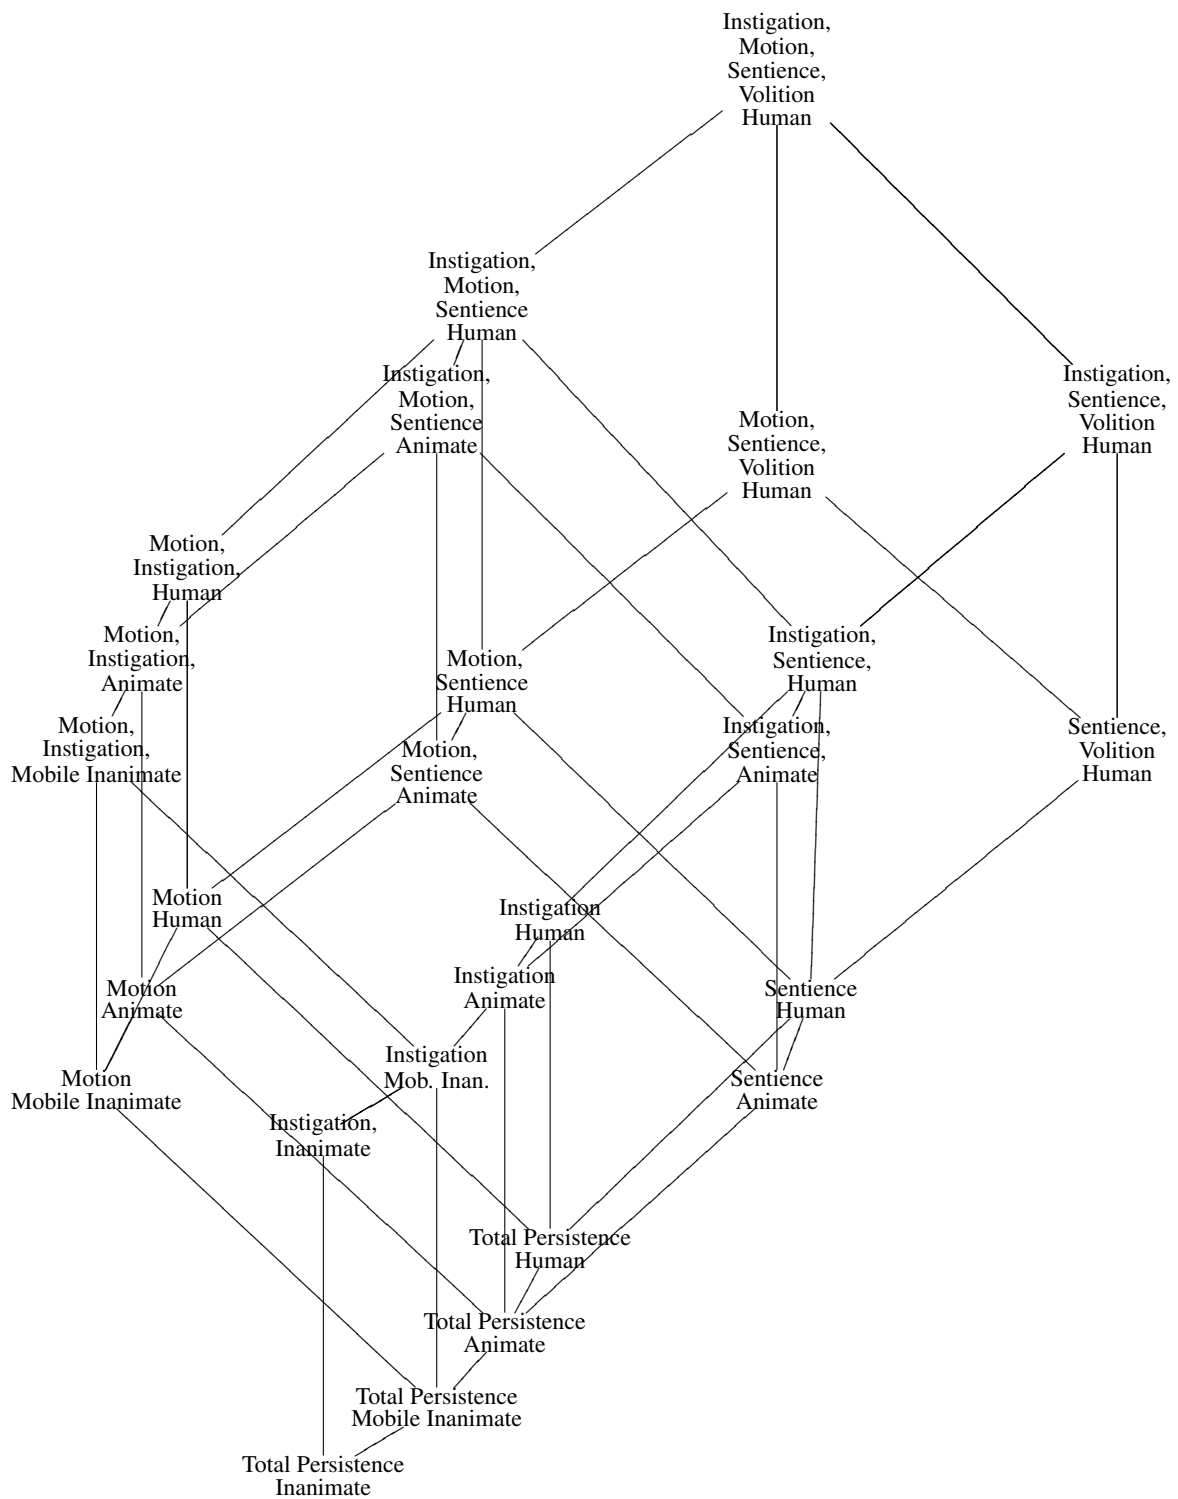 Instigation,
Motion,
Sentience,
Volition
Human
Instigation,
Motion,
Sentience
Human
Instigation,
Motion,
Sentience
Animate
Instigation,
Sentience,
Volition
Human
Motion,
Sentience,
Volition
Human
Motion,
Instigation,
Human
Motion,
Instigation,
Animate
Instigation,
Sentience,
Human
Motion,
Sentience
Human
Motion,
Instigation,
Mobile Inanimate
Instigation,
Sentience,
Animate
Sentience,
Volition
Human
Motion,
Sentience
Animate
Motion
Human
Instigation
Human
Instigation
Animate
Motion
Animate
Sentience
Human
Instigation
Mob. Inan.
Motion
Mobile Inanimate
Sentience
Animate
Instigation,
Inanimate
Total Persistence
Human
Total Persistence
Animate
Total Persistence
Mobile Inanimate
Total Persistence
Inanimate